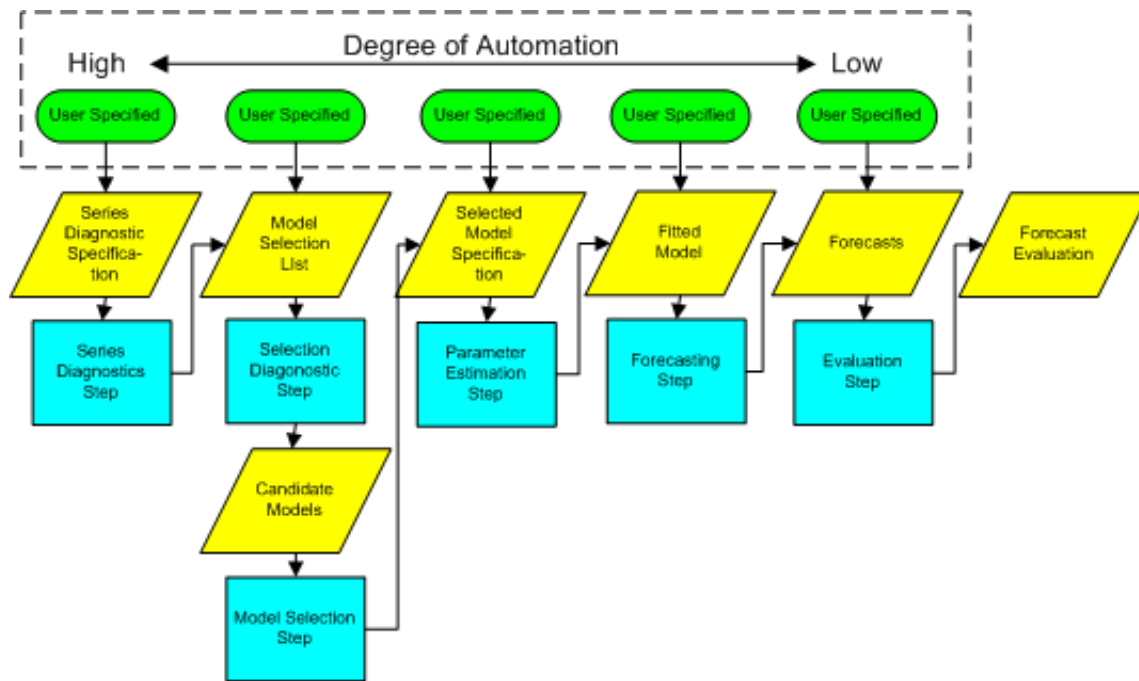 Degree of Automation
High
Low
User Specified
User Specified
User Specified
User Specified
User Specified
Series
Diagnostic
Specifica-
tion
Model
Selection
LIst
Selected
Model
Specifica-
tion
Fitted
Model
Forecasts
Forecast
Evaluation
Series
Diagnostics
Step
Selection
Diagonostic
Step
Parameter
Estimation
Step
Forecasting
Step
Evaluation
Step
Candidate
Models
Model Selection
Step